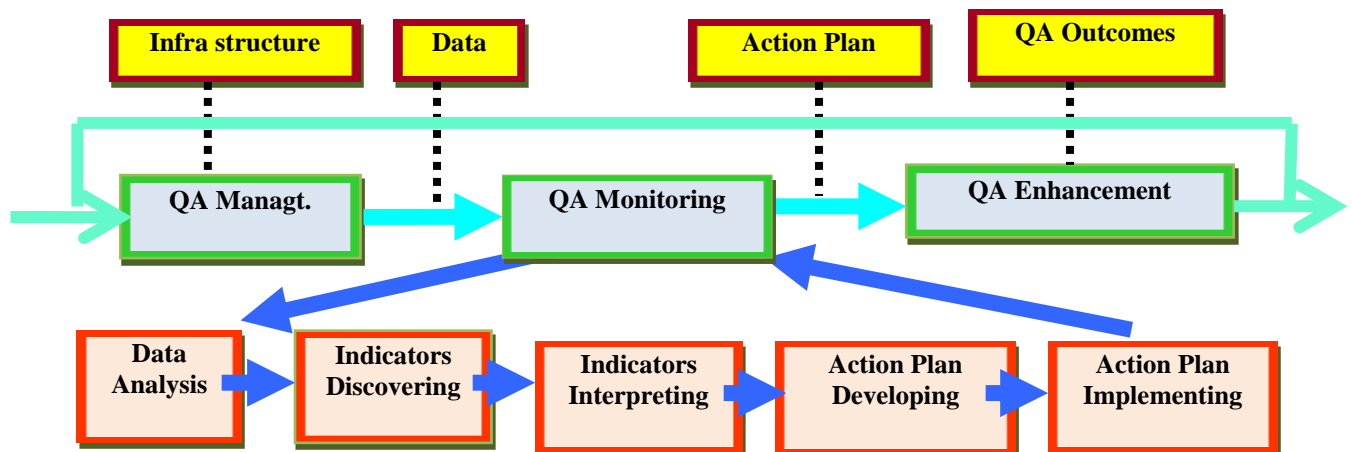 Infra structure
Data
Action Plan
QA Outcomes
QA Managt.
QA Monitoring
QA Enhancement
Data
Analysis
Indicators
Discovering
Indicators
Interpreting
Action Plan
Developing
Action Plan
Implementing